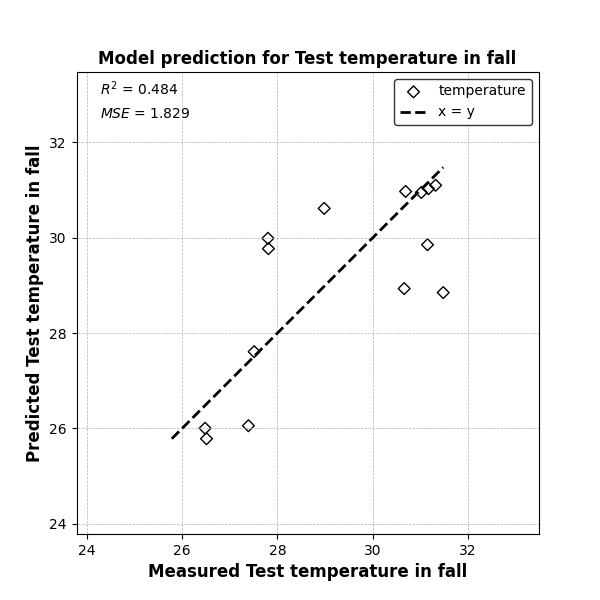 Model prediction for Test temperature in fall
R² = 0.484
MSE = 1.829
temperature
x = y
32
30
28
26
24
Predicted Test temperature in fall
24 26 28 30 32
Measured Test temperature in fall